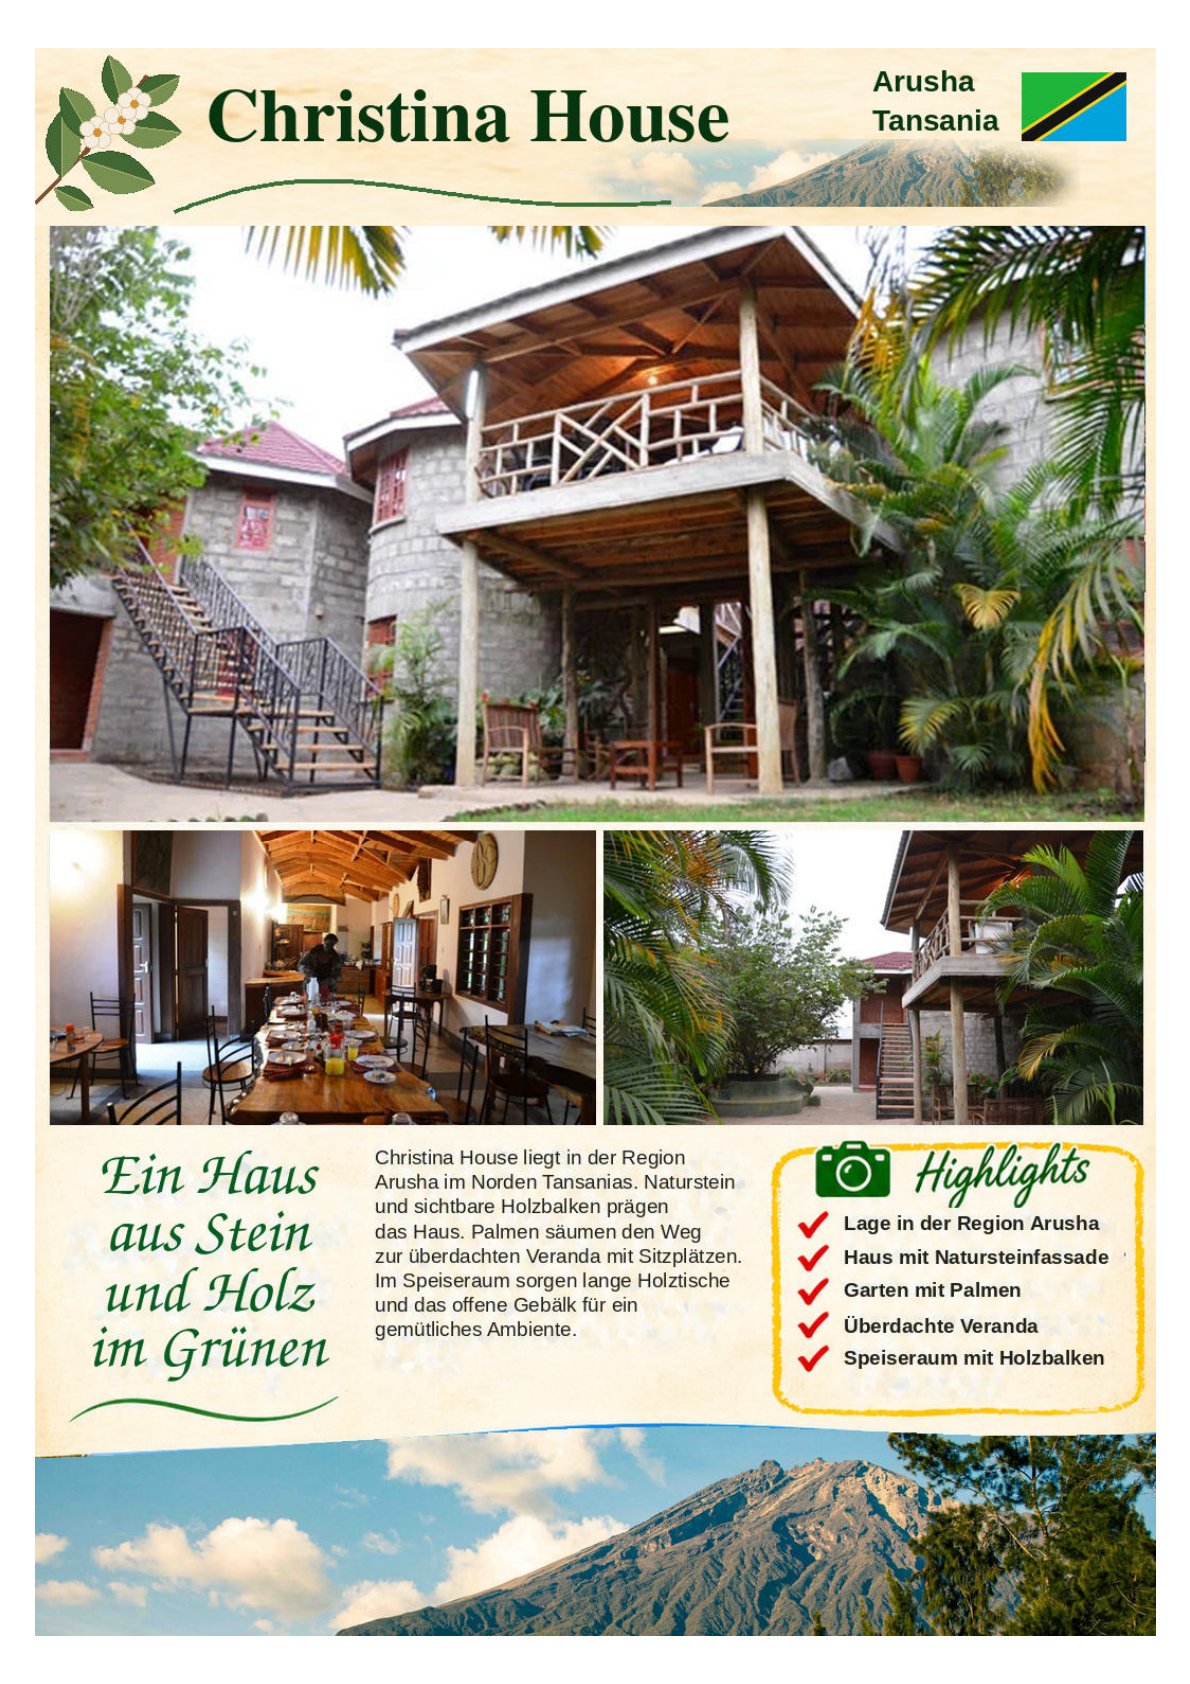 Christina House
Arusha
Tansania
Ein Haus
aus Stein
und Holz
im Grünen
Christina House liegt in der Region
Arusha im Norden Tansanias. Naturstein
und sichtbare Holzbalken prägen
das Haus. Palmen säumen den Weg
zur überdachten Veranda mit Sitzplätzen.
Im Speiseraum sorgen lange Holztische
und das offene Gebälk für ein
gemütliches Ambiente.
Highlights
Lage in der Region Arusha
Haus mit Natursteinfassade
Garten mit Palmen
Überdachte Veranda
Speiseraum mit Holzbalken